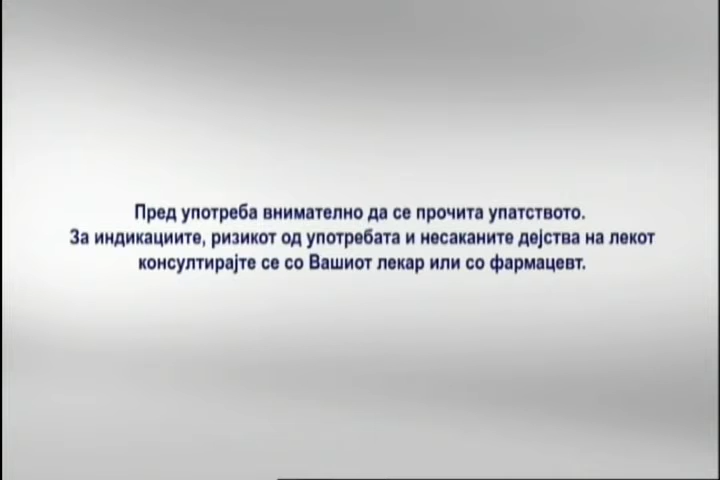 Пред употреба внимателно да се прочита упатството.
За индикациите, ризикот од употребата и несаканите дејства на лекот
консултирајте се со Вашиот лекар или со фармацевт.